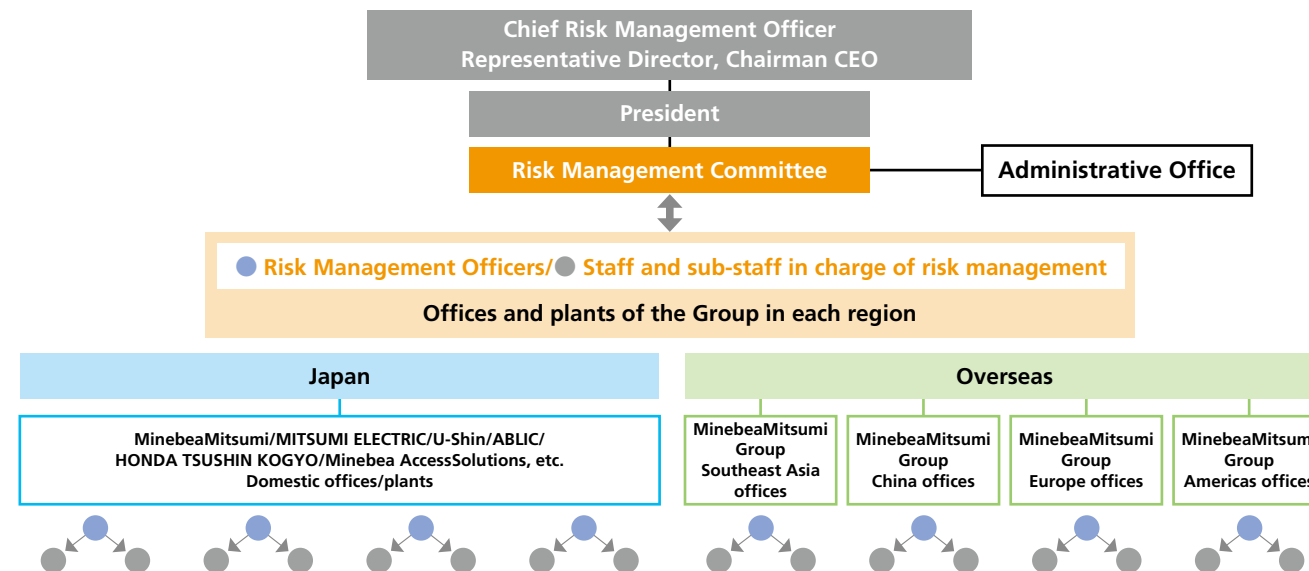 Chief Risk Management Officer
Representative Director, Chairman CEO
President
Risk Management Committee
Administrative Office
Risk Management Officers/ Staff and sub-staff in charge of risk management
Offices and plants of the Group in each region
Japan
Overseas
MinebeaMitsumi/MITSUMI ELECTRIC/U-Shin/ABLIC/
HONDA TSUSHIN KOGYO/Minebea AccessSolutions, etc.
Domestic offices/plants
MinebeaMitsumi
Group
Southeast Asia
offices
MinebeaMitsumi
Group
China offices
MinebeaMitsumi
Group
Europe offices
MinebeaMitsumi
Group
Americas offices